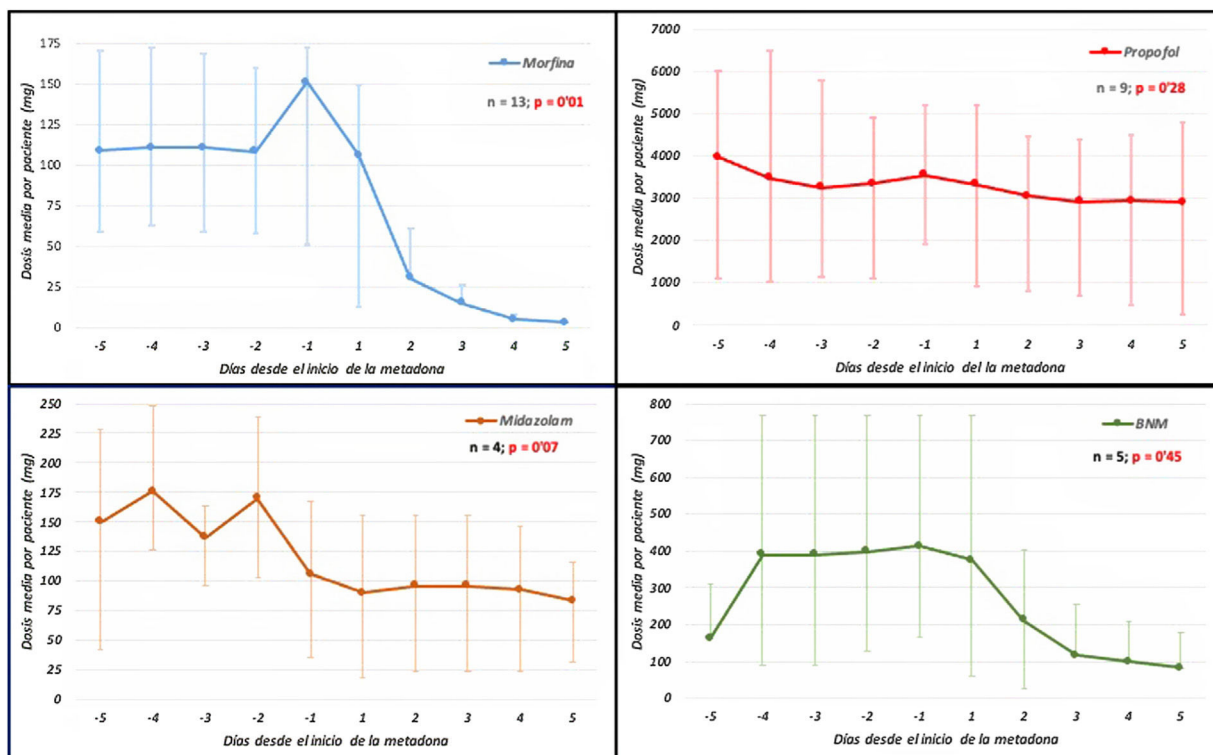 Morfina
n = 13; p = 0'01
Dosis media por paciente (mg)
175
150
125
100
75
50
25
0
-5 -4 -3 -2 -1 1 2 3 4 5
Días desde el inicio de la metadona
Propofol
n = 9; p = 0'28
Dosis media por paciente (mg)
7000
6000
5000
4000
3000
2000
1000
0
-5 -4 -3 -2 -1 1 2 3 4 5
Días desde el inicio del la metadona
Midazolam
n = 4; p = 0'07
Dosis media por paciente (mg)
250
225
200
175
150
125
100
75
50
25
0
-5 -4 -3 -2 -1 1 2 3 4 5
Días desde el inicio de la metadona
BNM
n = 5; p = 0'45
Dosis media por paciente (mg)
800
700
600
500
400
300
200
100
0
-5 -4 -3 -2 -1 1 2 3 4 5
Días desde el inicio de la metadona